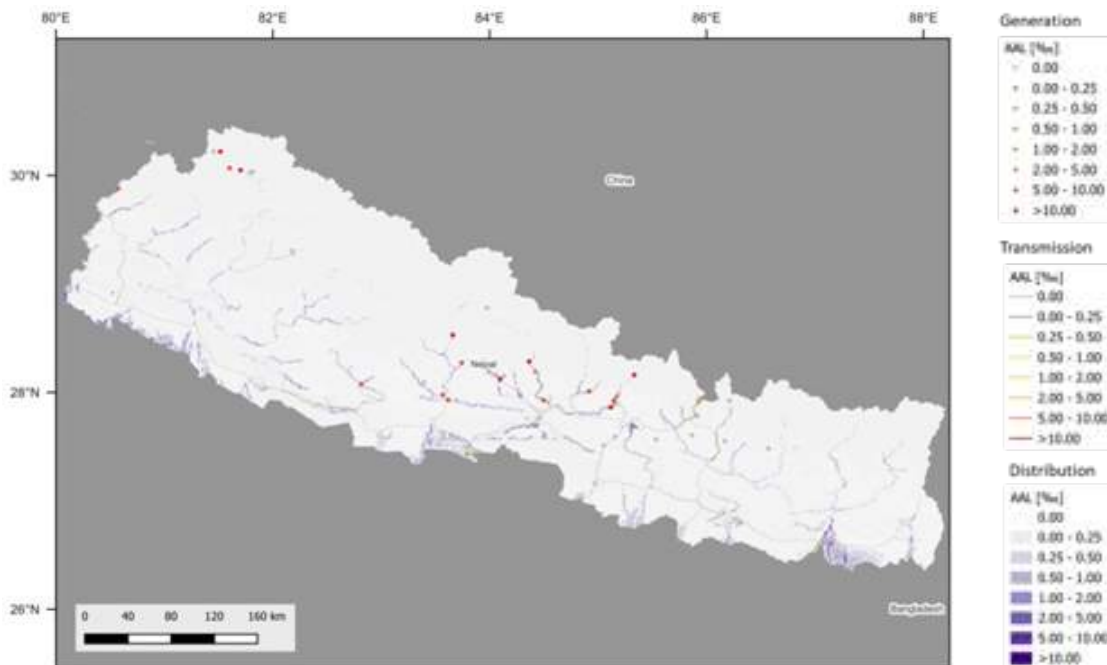 80°E 82°E 84°E 86°E 88°E
30°N
28°N
26°N
China
Nepal
Bangladesh
0 40 80 120 160 km
Generation
AAL [‰]
0.00
0.00 - 0.25
0.25 - 0.50
0.50 - 1.00
1.00 - 2.00
2.00 - 5.00
5.00 - 10.00
>10.00
Transmission
AAL [‰]
0.00
0.00 - 0.25
0.25 - 0.50
0.50 - 1.00
1.00 - 2.00
2.00 - 5.00
5.00 - 10.00
>10.00
Distribution
AAL [‰]
0.00
0.00 - 0.25
0.25 - 0.50
0.50 - 1.00
1.00 - 2.00
2.00 - 5.00
5.00 - 10.00
>10.00